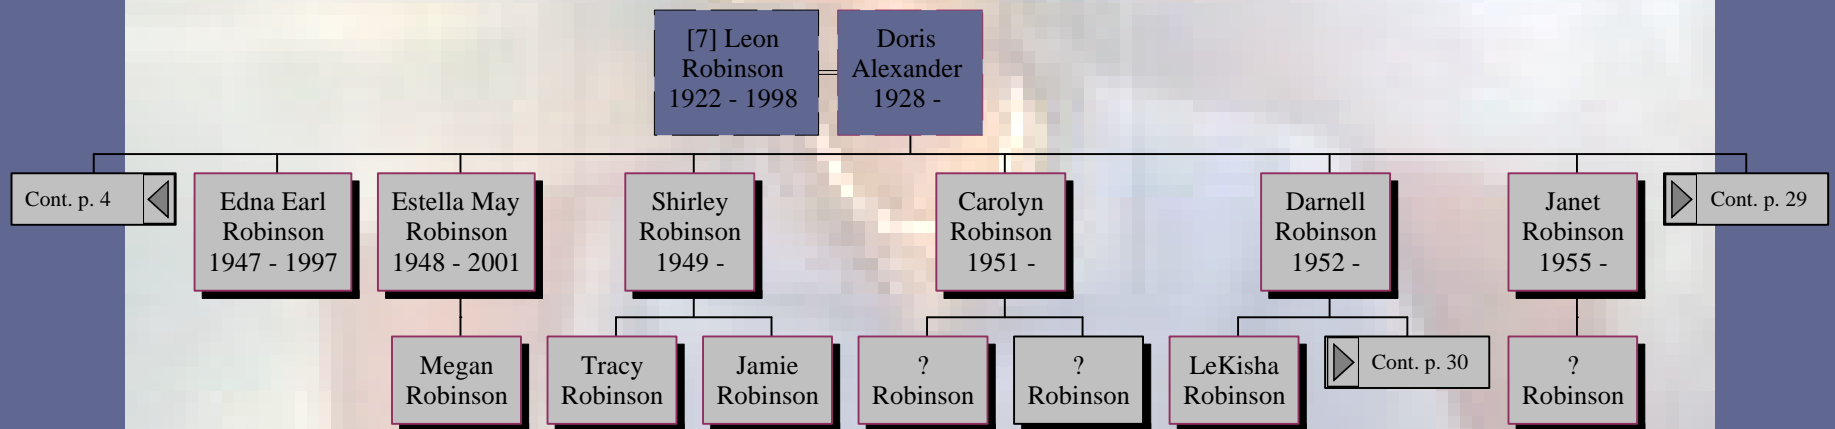 [7] Leon
Robinson
1922 - 1998
Doris
Alexander
1928 -
Cont. p. 4
Edna Earl
Robinson
1947 - 1997
Estella May
Robinson
1948 - 2001
Shirley
Robinson
1949 -
Carolyn
Robinson
1951 -
Darnell
Robinson
1952 -
Janet
Robinson
1955 -
Cont. p. 29
Megan
Robinson
Tracy
Robinson
Jamie
Robinson
?
Robinson
?
Robinson
LeKisha
Robinson
Cont. p. 30
?
Robinson